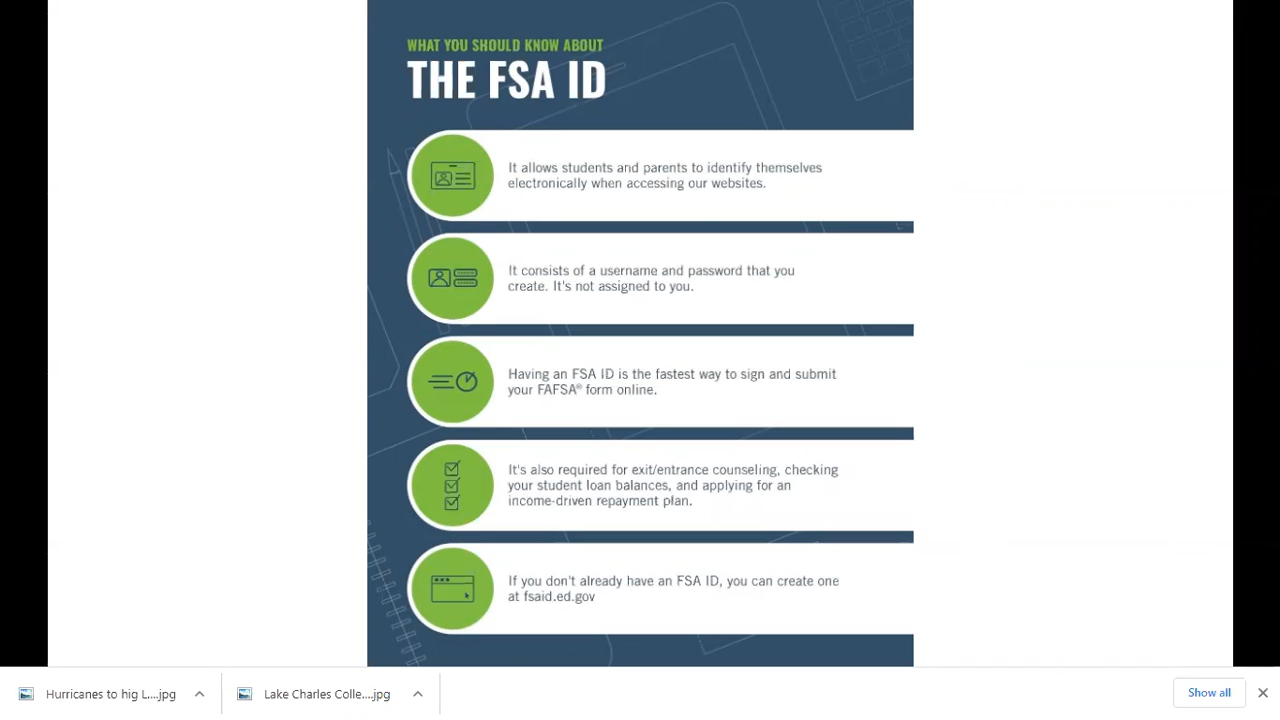 WHAT YOU SHOULD KNOW ABOUT
THE FSA ID
It allows students and parents to identify themselves
electronically when accessing our websites.
It consists of a username and password that you
create. It's not assigned to you.
Having an FSA ID is the fastest way to sign and submit
your FAFSA® form online.
It's also required for exit/entrance counseling, checking
your student loan balances, and applying for an
income-driven repayment plan.
If you don't already have an FSA ID, you can create one
at fsaid.ed.gov
Hurricanes to hig L....jpg
Lake Charles Colle....jpg
Show all